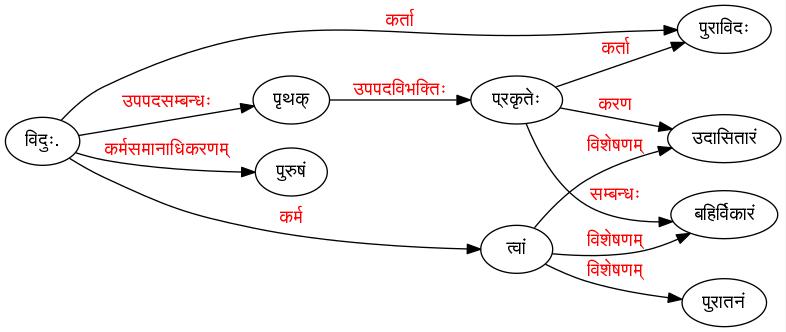 कर्ता
पुराविदः
कर्ता
उपपदसम्बन्धः
पृथक्
उपपदविभक्तिः
प्रकृतेः
करण
विदुः.
कर्मसमानाधिकरणम्
विशेषणम्
उदासितारं
पुरुषं
सम्बन्धः
कर्म
बहिर्विकारं
त्वां
विशेषणम्
विशेषणम्
पुरातनं